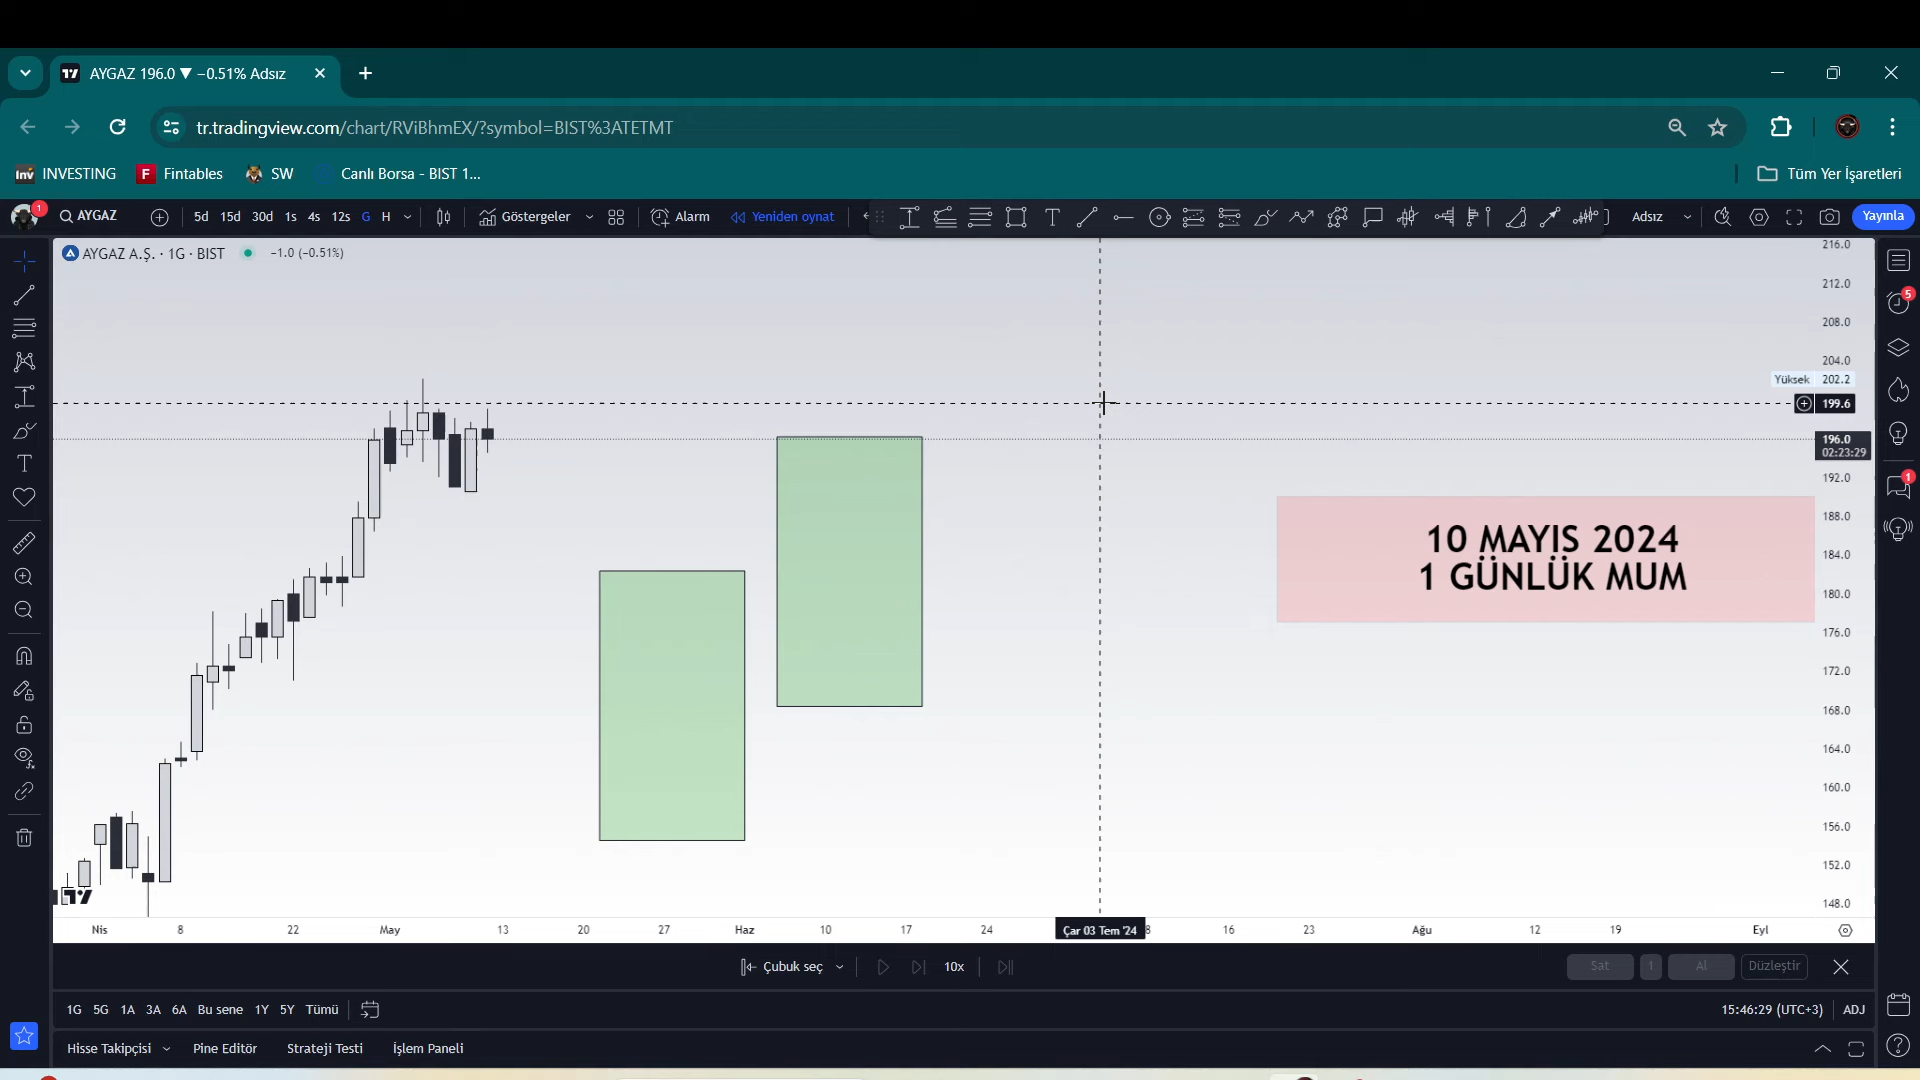 AYGAZ 196.0 ▼ −0.51% Adsız
tr.tradingview.com/chart/RViBhmEX/?symbol=BIST%3ATETMT
INVESTING
Fintables
SW
Canlı Borsa - BIST 1...
Tüm Yer İşaretleri
1
AYGAZ
5d 15d 30d 1s 4s 12s G H
Göstergeler
Alarm
Yeniden oynat
Adsız
Yayınla
AYGAZ A.Ş. · 1G · BIST
−1.0 (−0.51%)
216.0
212.0
208.0
204.0
Yüksek 202.2
199.6
196.0
02:23:29
192.0
188.0
184.0
180.0
176.0
172.0
168.0
164.0
160.0
156.0
152.0
148.0
5
1
10 MAYIS 2024
1 GÜNLÜK MUM
Nis 8 22 May 13 20 27 Haz 10 17 24 Çar 03 Tem '24 8 16 23 Ağu 12 19 Eyl
Çubuk seç
10x
Sat 1 Al Düzleştir
1G 5G 1A 3A 6A Bu sene 1Y 5Y Tümü
15:46:29 (UTC+3) ADJ
Hisse Takipçisi Pine Editör Strateji Testi İşlem Paneli